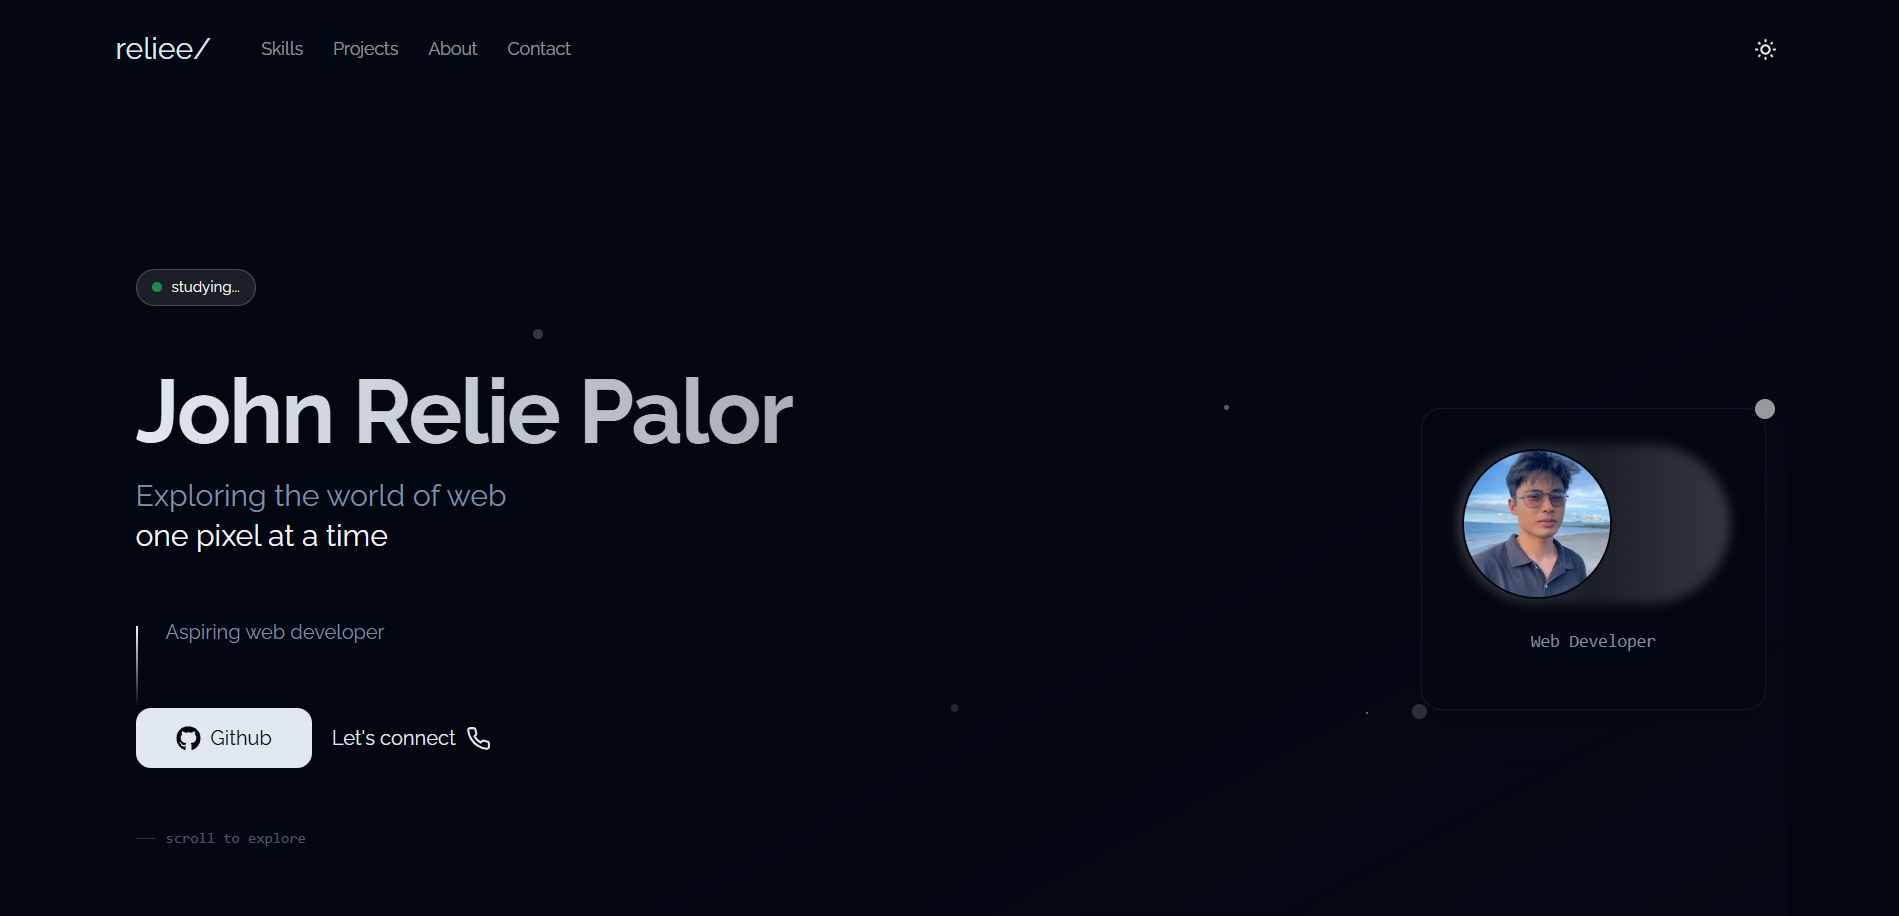 reliee/
Skills
Projects
About
Contact
studying...
John Relie Palor
Exploring the world of web
one pixel at a time
Aspiring web developer
Github
Let's connect
Web Developer
scroll to explore